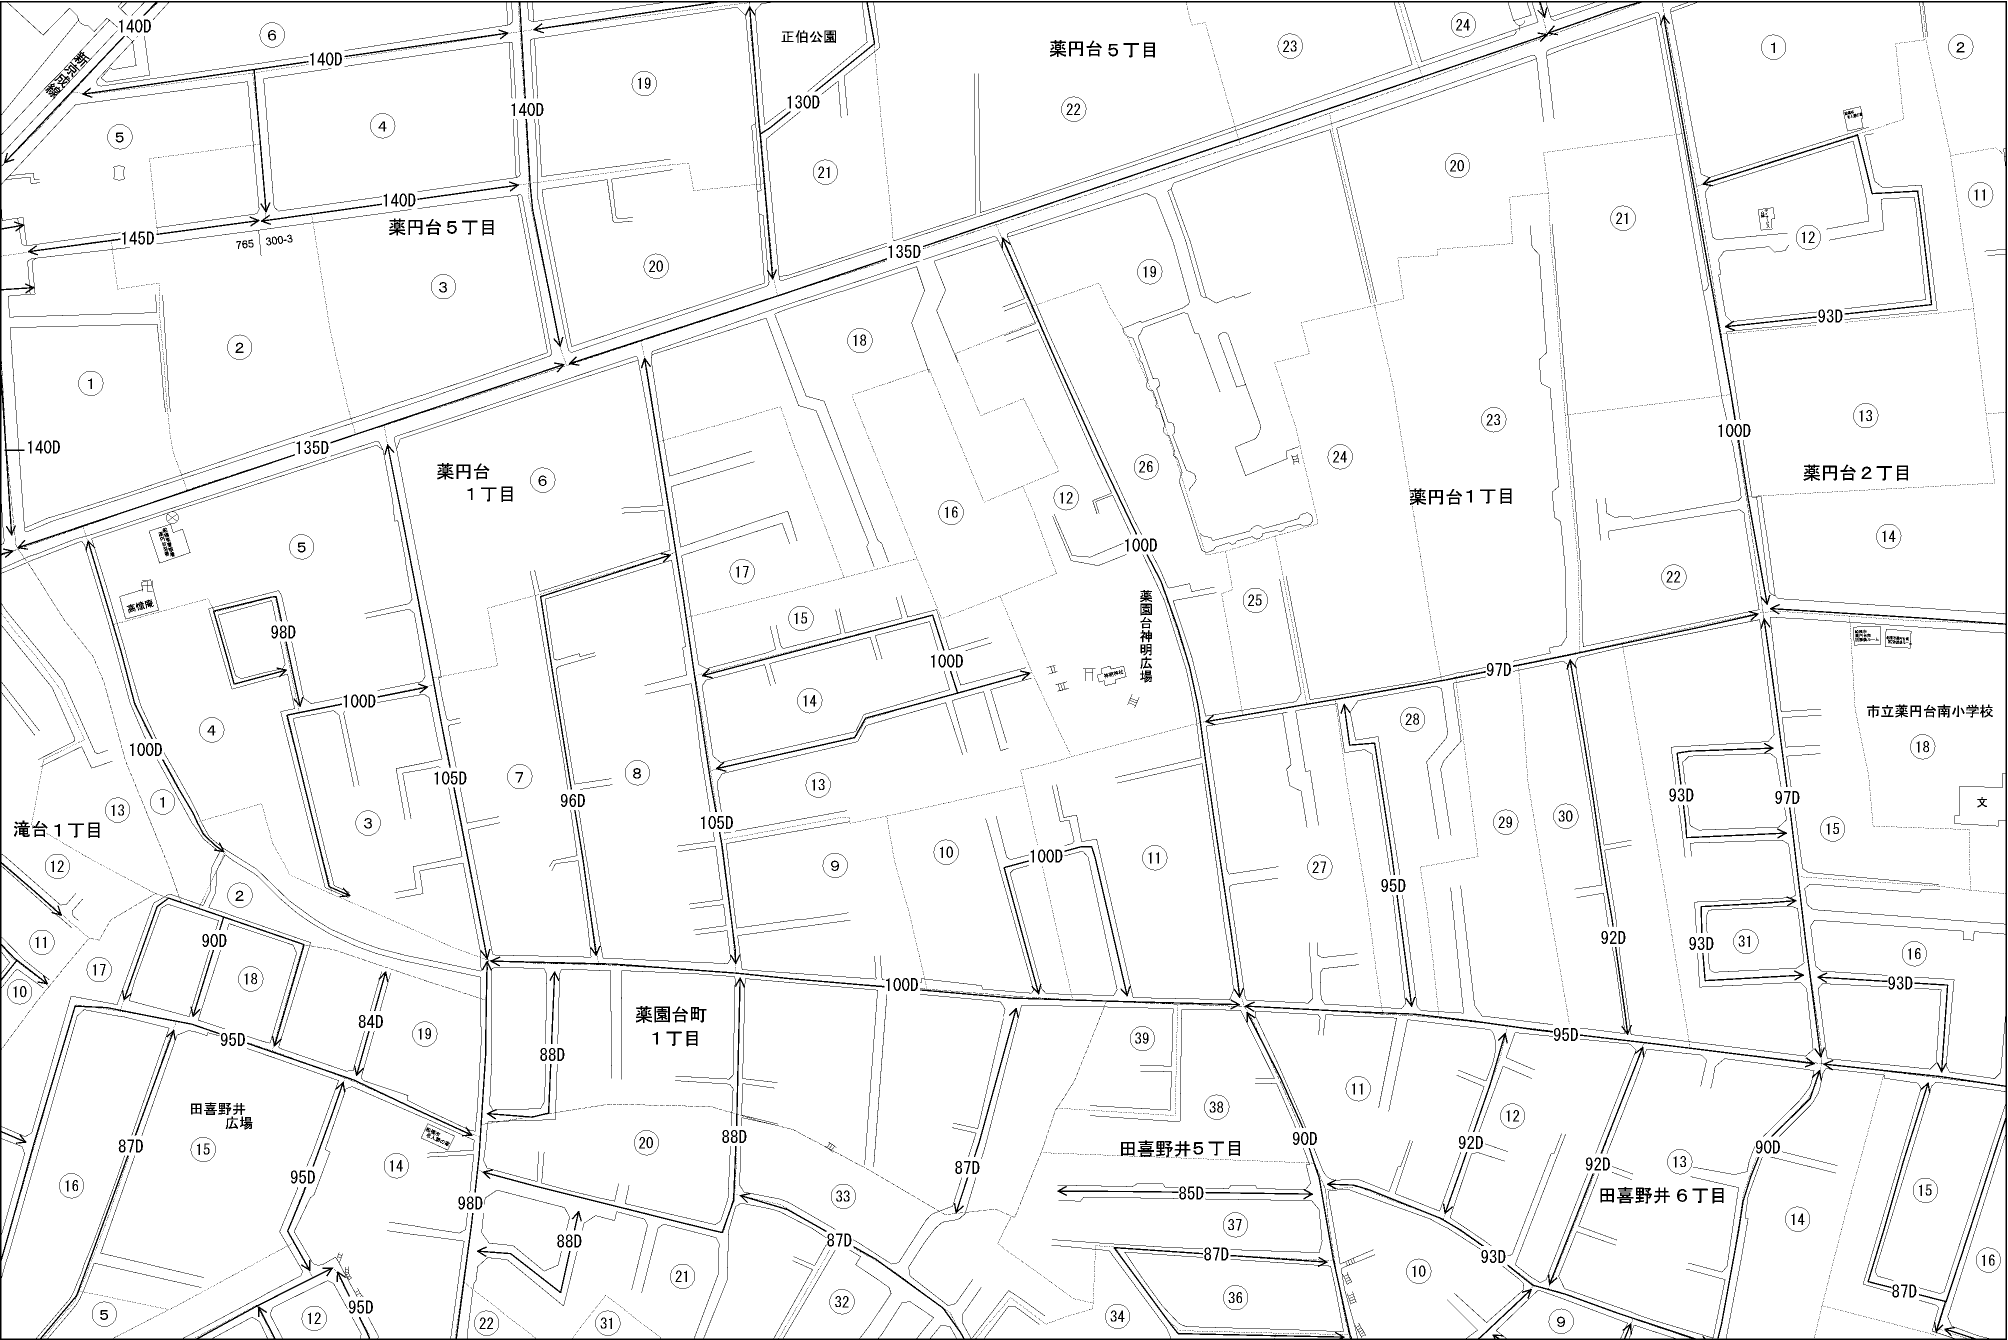 140D
新京成線
⑥
140D
140D
⑲
正伯公園
130D
薬円台５丁目
㉓
㉔
①
②
㉒
⑤
④
㉑
⑳
⑪
140D
薬円台５丁目
145D
765
300-3
⑳
③
135D
⑲
㉑
⑫
93D
②
⑱
①
⑬
100D
㉓
140D
135D
薬円台
１丁目
⑥
㉖
㉔
薬円台１丁目
薬円台２丁目
⑫
⑯
⑤
100D
⑭
⑰
㉒
高憎庵
98D
⑮
薬園台神明広場
㉕
100D
97D
100D
⑭
㉘
市立薬円台南小学校
⑱
④
100D
105D
⑦
⑧
⑬
93D
97D
文
⑬
①
96D
105D
③
滝台１丁目
㉙
㉚
⑮
⑫
⑨
⑩
100D
⑪
㉗
95D
②
⑪
90D
92D
93D
㉛
⑯
⑰
⑱
⑩
100D
93D
84D
薬園台町
１丁目
⑲
95D
88D
㊴
95D
⑪
田喜野井
広場
⑫
㊳
87D
⑮
88D
⑳
90D
92D
田喜野井５丁目
90D
⑭
87D
92D
⑬
95D
⑯
85D
田喜野井６丁目
⑮
98D
㉝
㊲
⑭
88D
87D
87D
93D
⑯
㉑
⑩
87D
95D
⑤
⑫
㉒
㉛
㉜
㉞
㊱
⑨